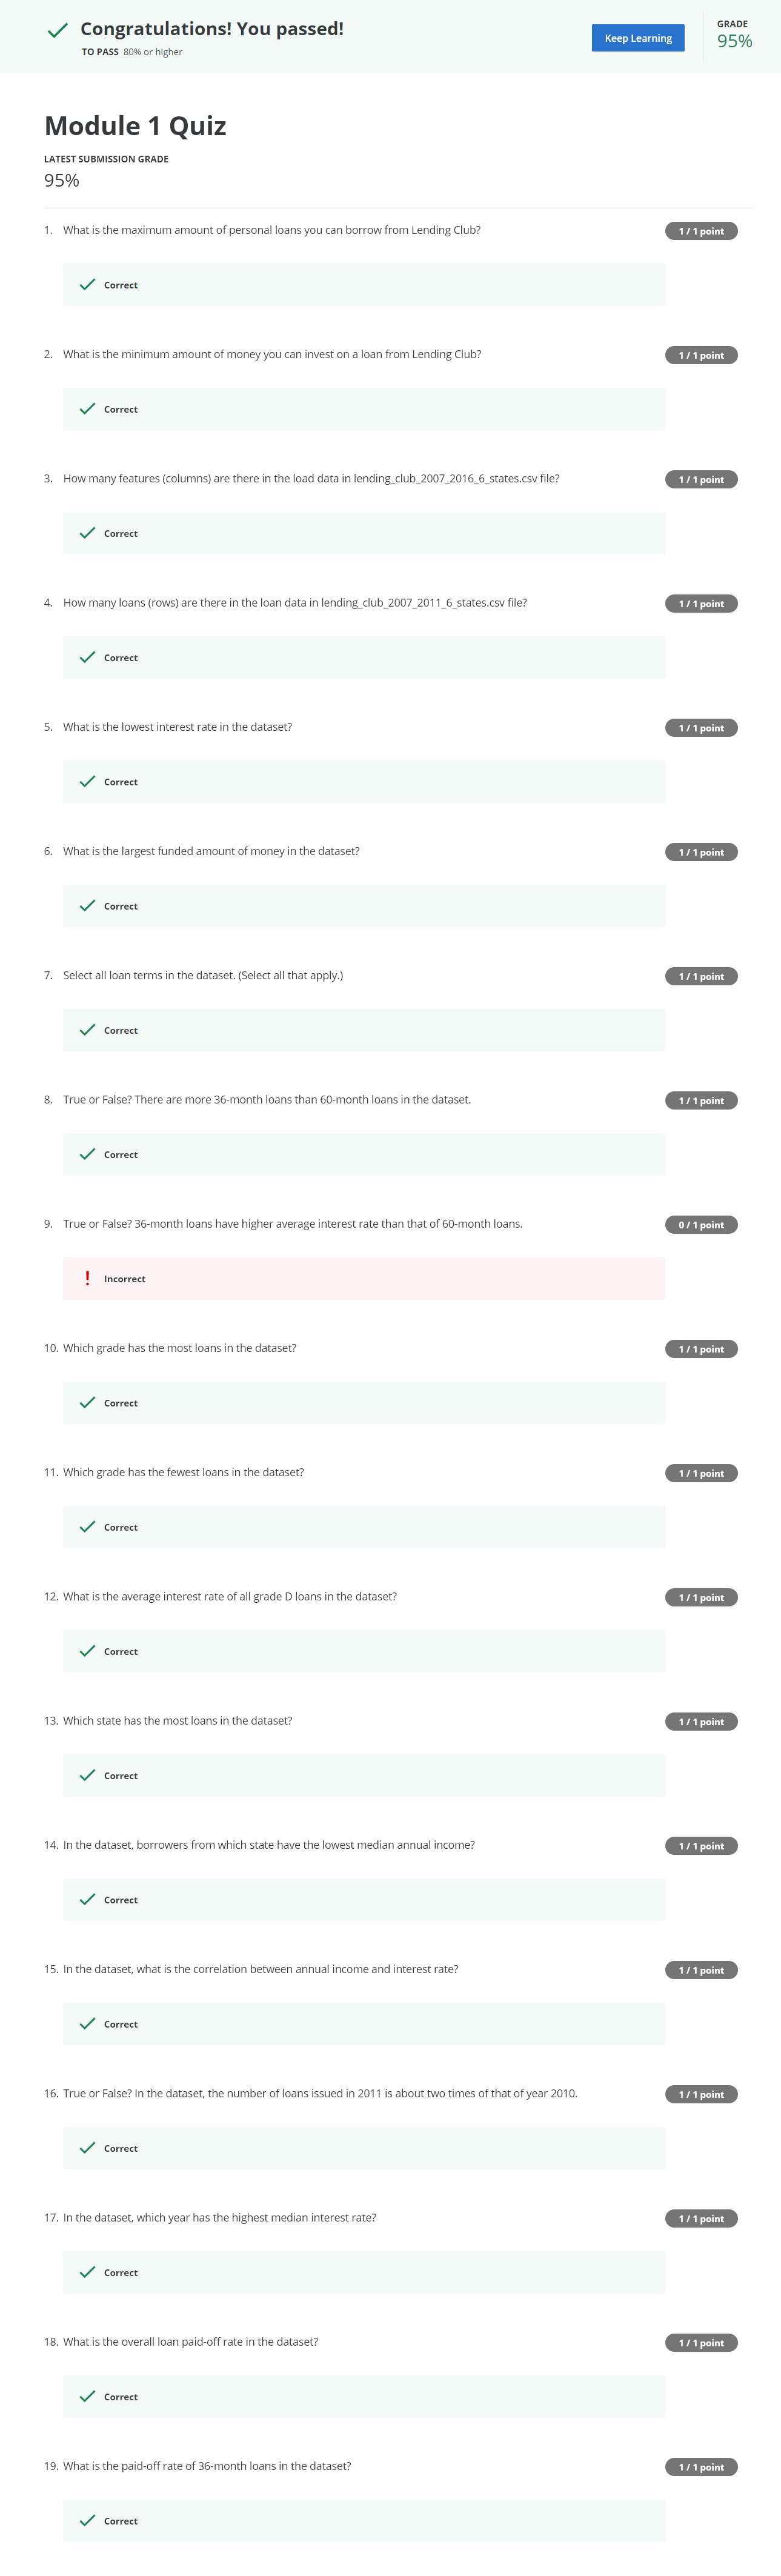 Congratulations! You passed!
TO PASS 80% or higher
Keep Learning
GRADE
95%
Module 1 Quiz
LATEST SUBMISSION GRADE
95%
1. What is the maximum amount of personal loans you can borrow from Lending Club?
1 / 1 point
Correct
2. What is the minimum amount of money you can invest on a loan from Lending Club?
1 / 1 point
Correct
3. How many features (columns) are there in the load data in lending_club_2007_2016_6_states.csv file?
1 / 1 point
Correct
4. How many loans (rows) are there in the loan data in lending_club_2007_2011_6_states.csv file?
1 / 1 point
Correct
5. What is the lowest interest rate in the dataset?
1 / 1 point
Correct
6. What is the largest funded amount of money in the dataset?
1 / 1 point
Correct
7. Select all loan terms in the dataset. (Select all that apply.)
1 / 1 point
Correct
8. True or False? There are more 36-month loans than 60-month loans in the dataset.
1 / 1 point
Correct
9. True or False? 36-month loans have higher average interest rate than that of 60-month loans.
0 / 1 point
Incorrect
10. Which grade has the most loans in the dataset?
1 / 1 point
Correct
11. Which grade has the fewest loans in the dataset?
1 / 1 point
Correct
12. What is the average interest rate of all grade D loans in the dataset?
1 / 1 point
Correct
13. Which state has the most loans in the dataset?
1 / 1 point
Correct
14. In the dataset, borrowers from which state have the lowest median annual income?
1 / 1 point
Correct
15. In the dataset, what is the correlation between annual income and interest rate?
1 / 1 point
Correct
16. True or False? In the dataset, the number of loans issued in 2011 is about two times of that of year 2010.
1 / 1 point
Correct
17. In the dataset, which year has the highest median interest rate?
1 / 1 point
Correct
18. What is the overall loan paid-off rate in the dataset?
1 / 1 point
Correct
19. What is the paid-off rate of 36-month loans in the dataset?
1 / 1 point
Correct